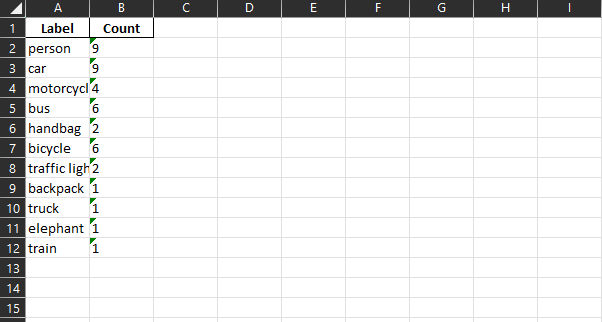 A B C D E F G H I
1 Label Count
2 person 9
3 car 9
4 motorcycl 4
5 bus 6
6 handbag 2
7 bicycle 6
8 traffic ligh 2
9 backpack 1
10 truck 1
11 elephant 1
12 train 1
13
14
15